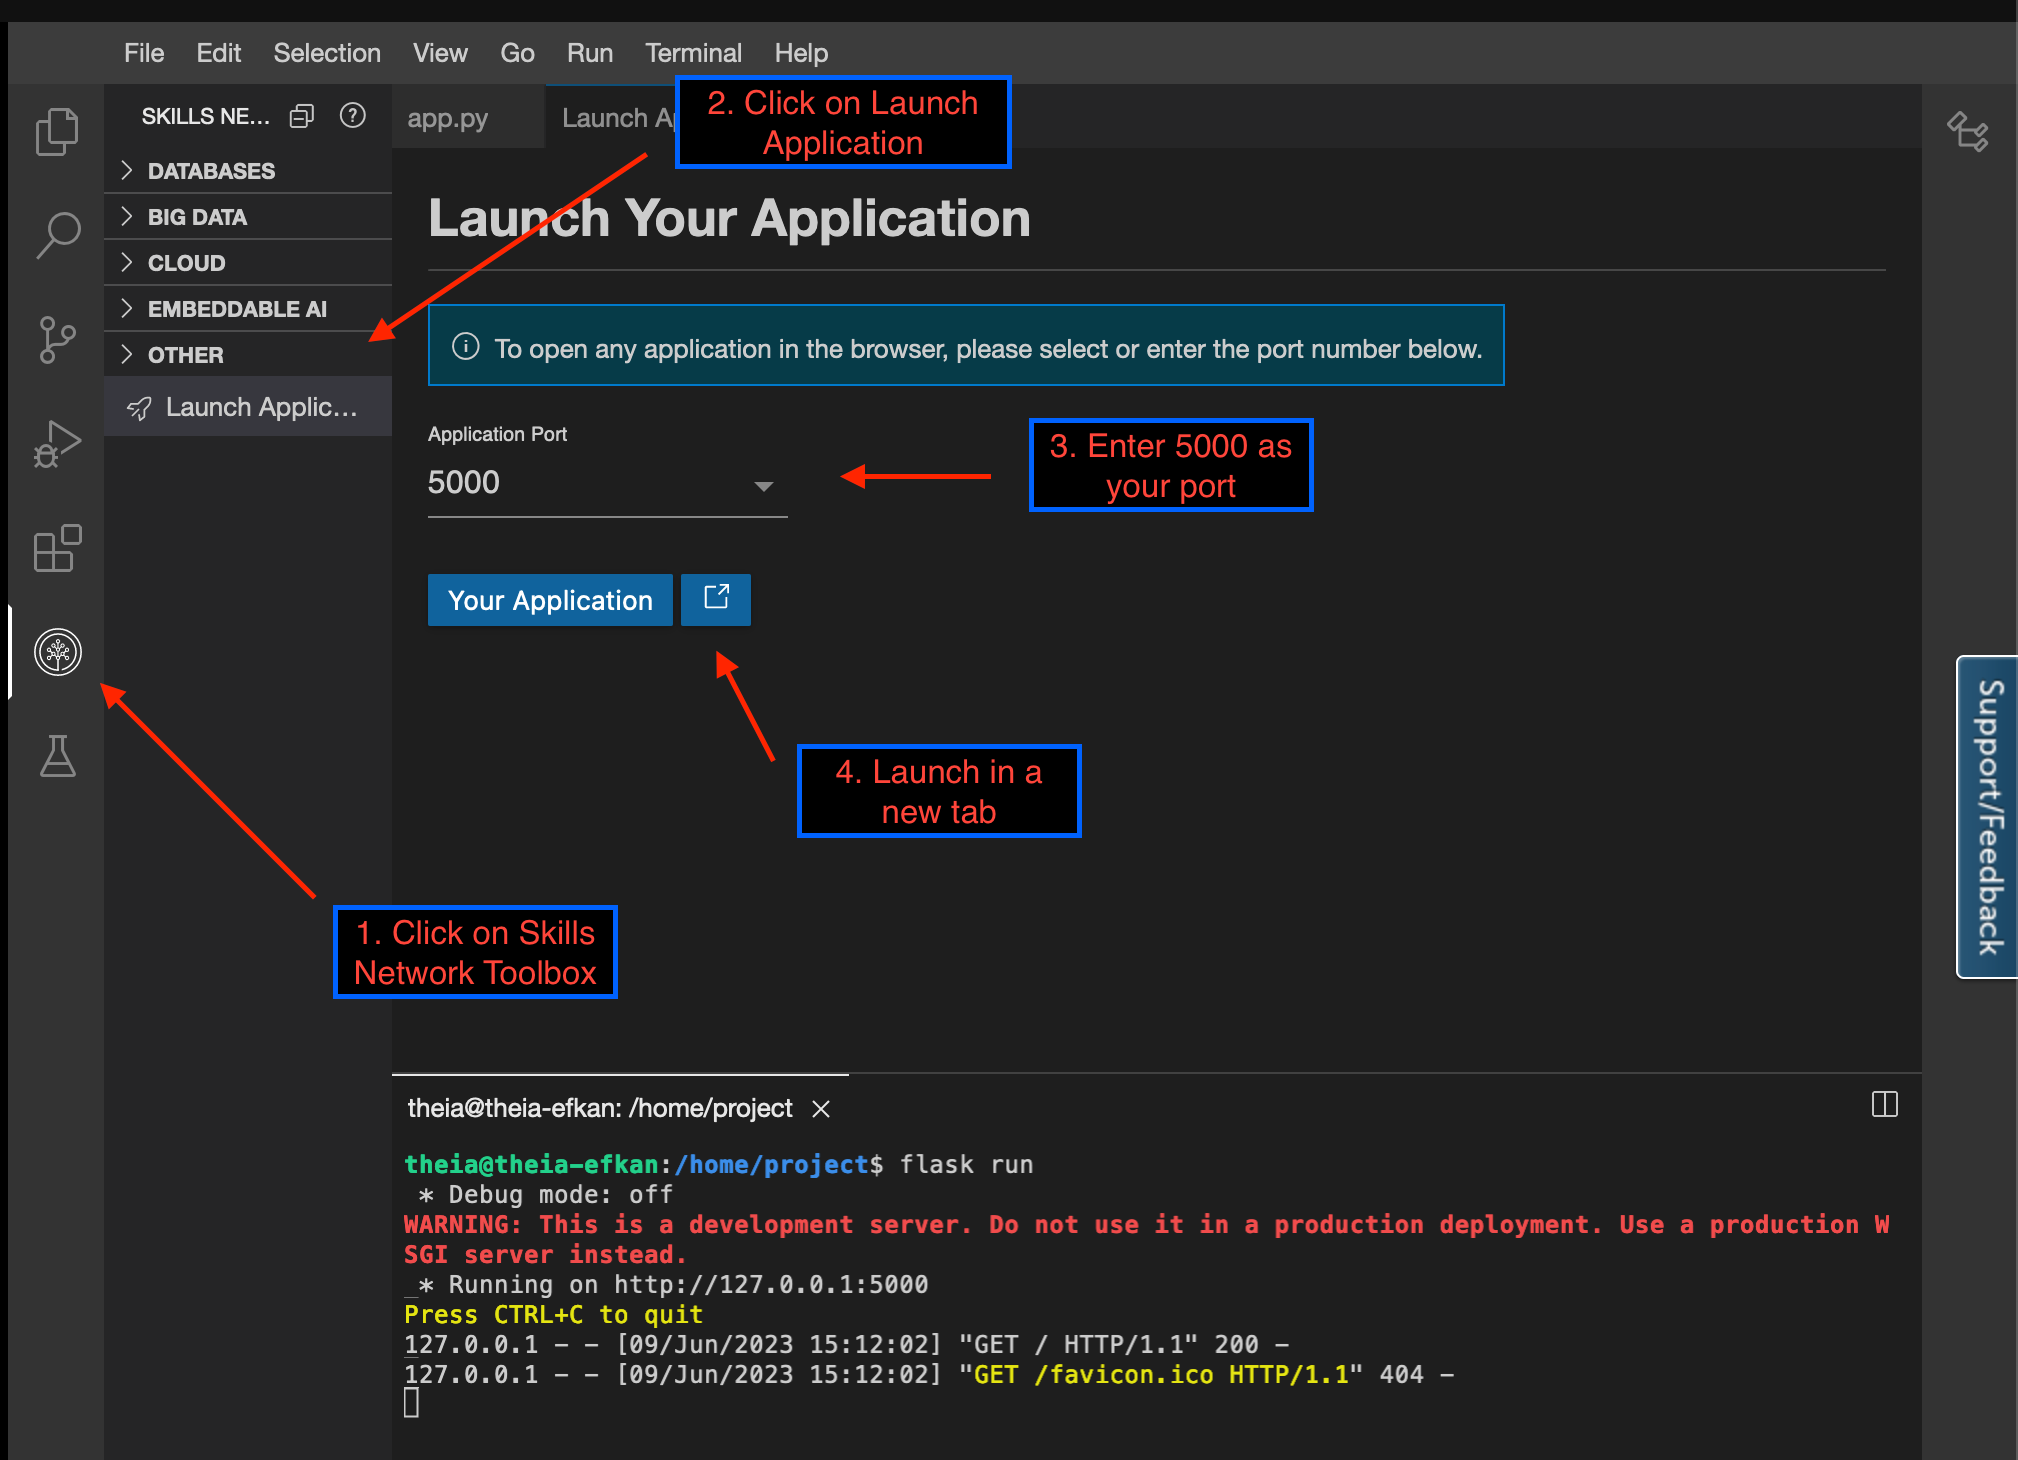 File Edit Selection View Go Run Terminal Help
SKILLS NE...
DATABASES
BIG DATA
CLOUD
EMBEDDABLE AI
OTHER
Launch Applic...
app.py
Launch Ap
2. Click on Launch
Application
Launch Your Application
To open any application in the browser, please select or enter the port number below.
Application Port
5000
3. Enter 5000 as
your port
Your Application
4. Launch in a
new tab
1. Click on Skills
Network Toolbox
Support/Feedback
theia@theia-efkan: /home/project
theia@theia-efkan:/home/project$ flask run
* Debug mode: off
WARNING: This is a development server. Do not use it in a production deployment. Use a production W
SGI server instead.
_* Running on http://127.0.0.1:5000
Press CTRL+C to quit
127.0.0.1 - - [09/Jun/2023 15:12:02] "GET / HTTP/1.1" 200 -
127.0.0.1 - - [09/Jun/2023 15:12:02] "GET /favicon.ico HTTP/1.1" 404 -